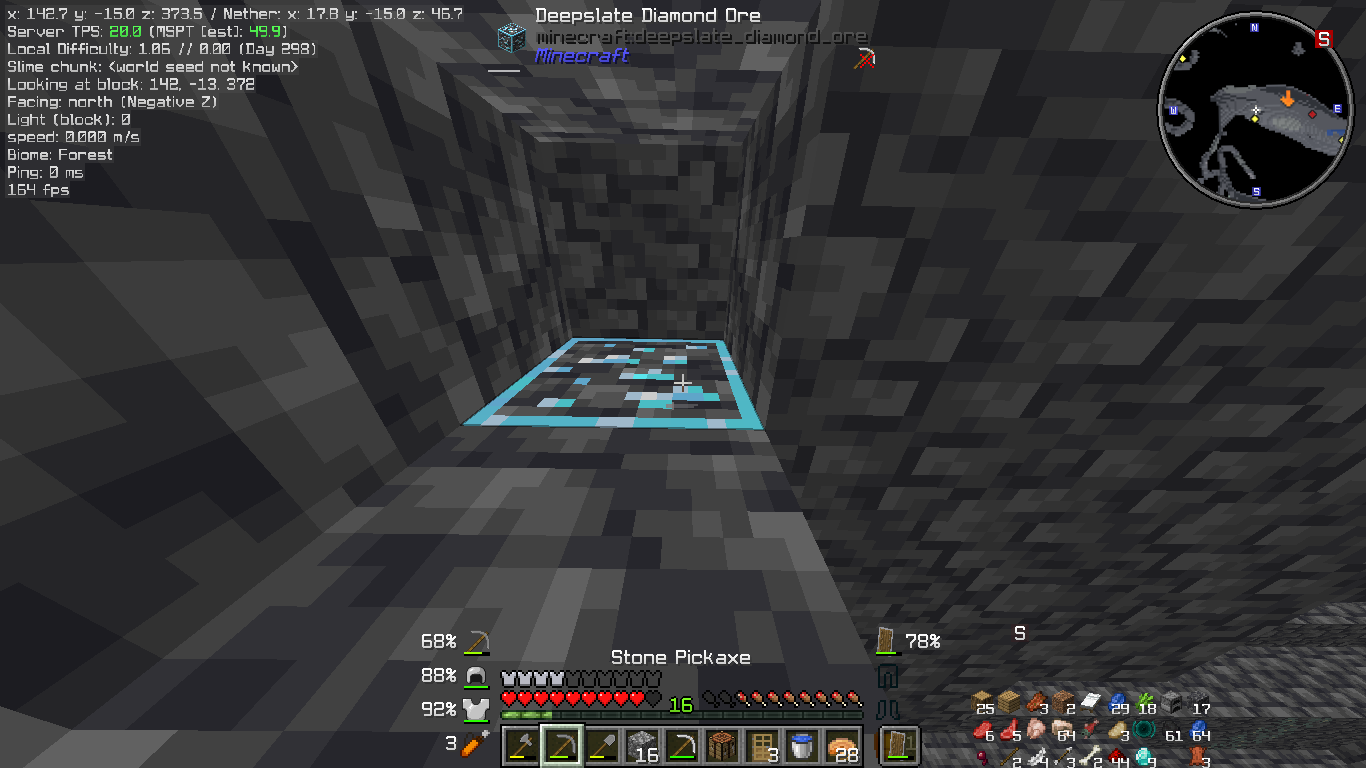 x: 142.7 y: -15.0 z: 373.5 / Nether: x: 17.8 y: -15.0 z: 46.7
Server TPS: 20.0 (MSPT [est]: 49.9)
Local Difficulty: 1.06 // 0.00 (Day 298)
Slime chunk: <world seed not known>
Looking at block: 142, -13, 372
Facing: north (Negative Z)
Light (block): 0
speed: 0.000 m/s
Biome: Forest
Ping: 0 ms
164 fps
Deepslate Diamond Ore
minecraft:deepslate_diamond_ore
Minecraft
N
S
W
E
S
S
68%
78%
Stone Pickaxe
88%
16
92%
3
16
3
28
1
25
3
2
29
18
17
6
5
64
3
61
64
2
4
3
2
44
9
3